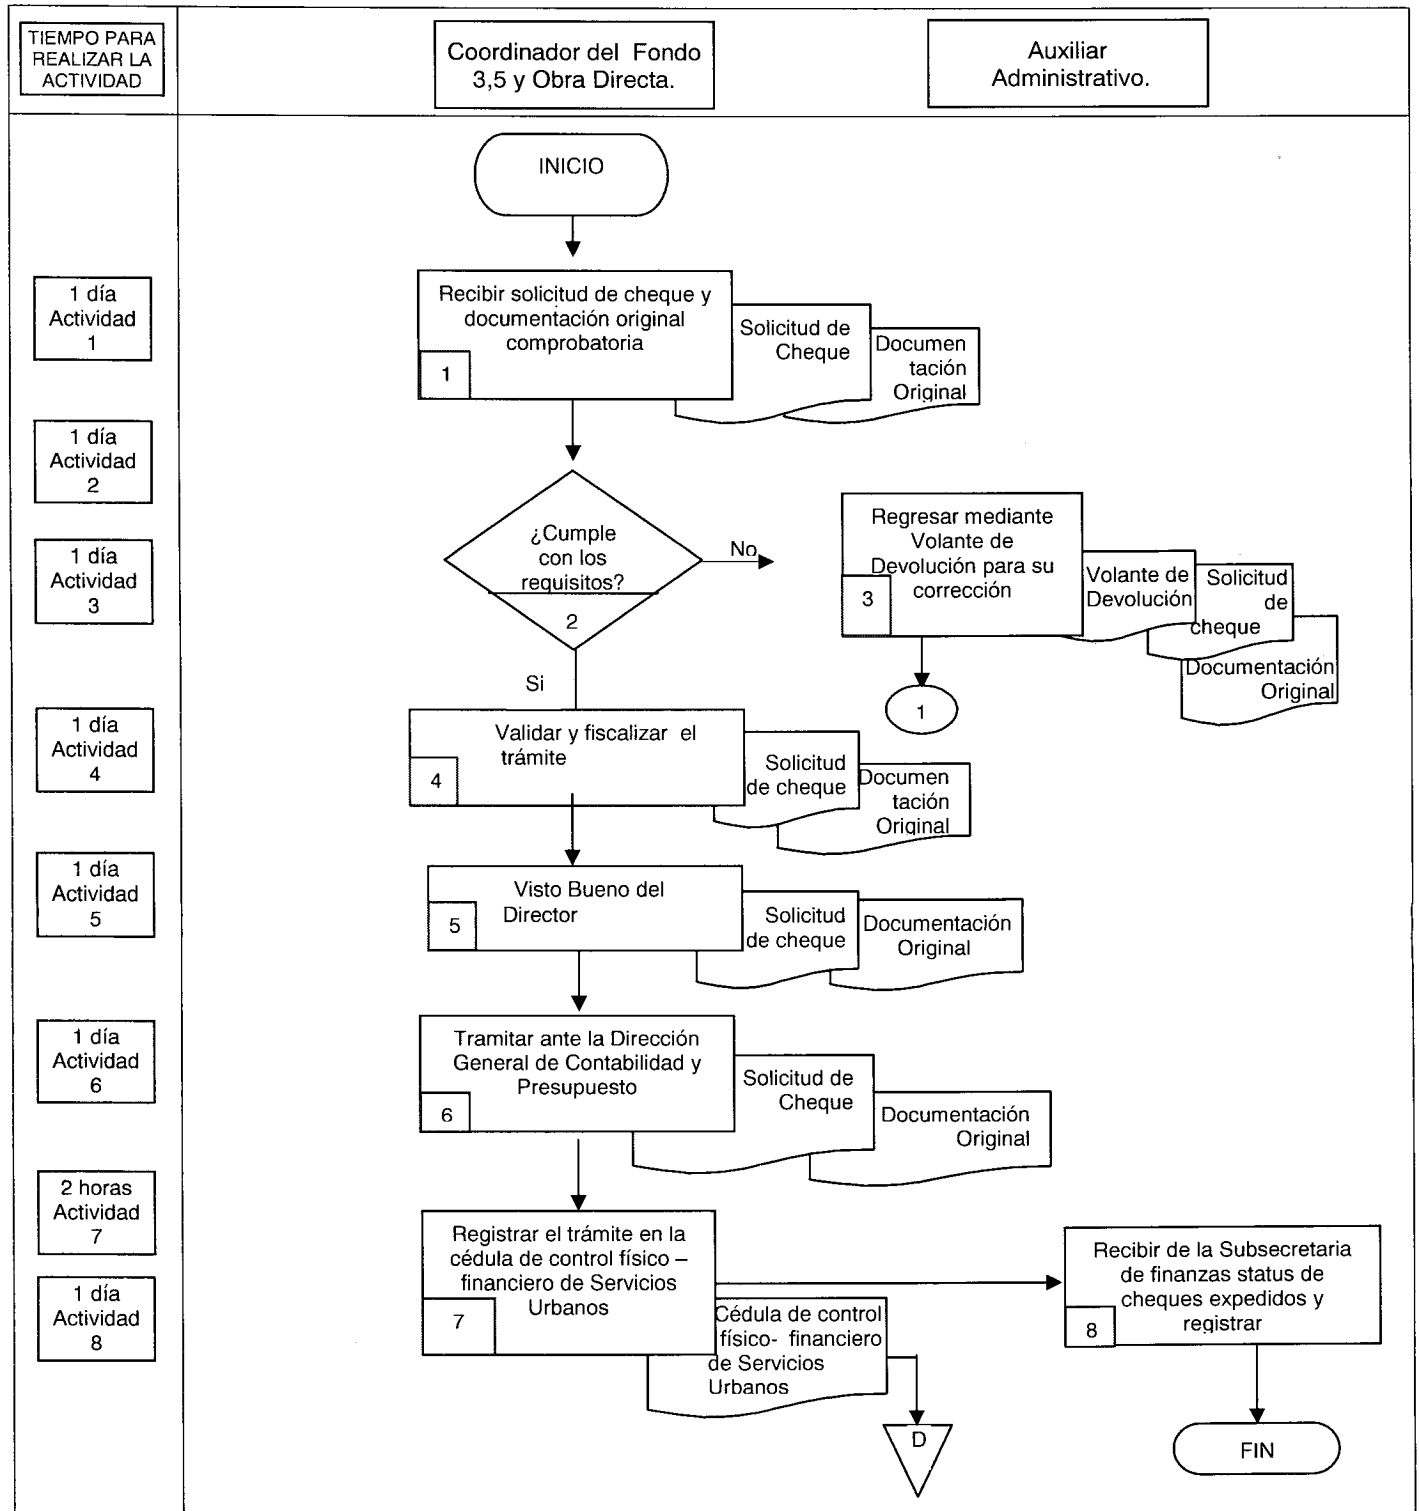 TIEMPO PARA
REALIZAR LA
ACTIVIDAD
Coordinador del Fondo
3,5 y Obra Directa.
Auxiliar
Administrativo.
INICIO
1 día
Actividad
1
Recibir solicitud de cheque y
documentación original
comprobatoria
1
Solicitud de
Cheque
Documen
tación
Original
1 día
Actividad
2
¿Cumple
con los
requisitos?
2
No
Si
1 día
Actividad
3
Regresar mediante
Volante de
Devolución para su
corrección
3
Volante de
Devolución
Solicitud
de
cheque
Documentación
Original
1
1 día
Actividad
4
Validar y fiscalizar el
trámite
4
Solicitud
de cheque
Documen
tación
Original
1 día
Actividad
5
Visto Bueno del
Director
5
Solicitud
de cheque
Documentación
Original
1 día
Actividad
6
Tramitar ante la Dirección
General de Contabilidad y
Presupuesto
6
Solicitud de
Cheque
Documentación
Original
2 horas
Actividad
7
Registrar el trámite en la
cédula de control físico –
financiero de Servicios
Urbanos
7
Cédula de control
físico- financiero
de Servicios
Urbanos
D
1 día
Actividad
8
Recibir de la Subsecretaria
de finanzas status de
cheques expedidos y
registrar
8
FIN